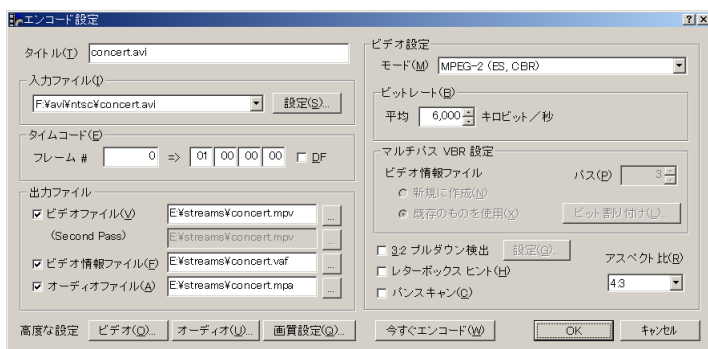 エンコード設定
タイトル(T) concert.avi
入力ファイル(I)
F:¥avi¥ntsc¥concert.avi 設定(S)...
タイムコード(E)
フレーム # 0 => 01 00 00 00 DF
出力ファイル
ビデオファイル(V) E:¥streams¥concert.mpv ...
(Second Pass) E:¥streams¥concert.mpv ...
ビデオ情報ファイル(F) E:¥streams¥concert.vaf ...
オーディオファイル(A) E:¥streams¥concert.mpa ...
高度な設定 ビデオ(O)... オーディオ(U)... 画質設定(Q)...
ビデオ設定
モード(M) MPEG-2 (ES, CBR)
ビットレート(B)
平均 6,000 キロビット/秒
マルチパス VBR 設定
ビデオ情報ファイル パス(P) 3
新規に作成(N)
既存のものを使用(X) ビット割り付け(L)...
3:2 プルダウン検出 設定(G)...
レターボックス ヒント(H)
パンスキャン(C)
アスペクト比(R)
4:3
今すぐエンコード(W) OK キャンセル